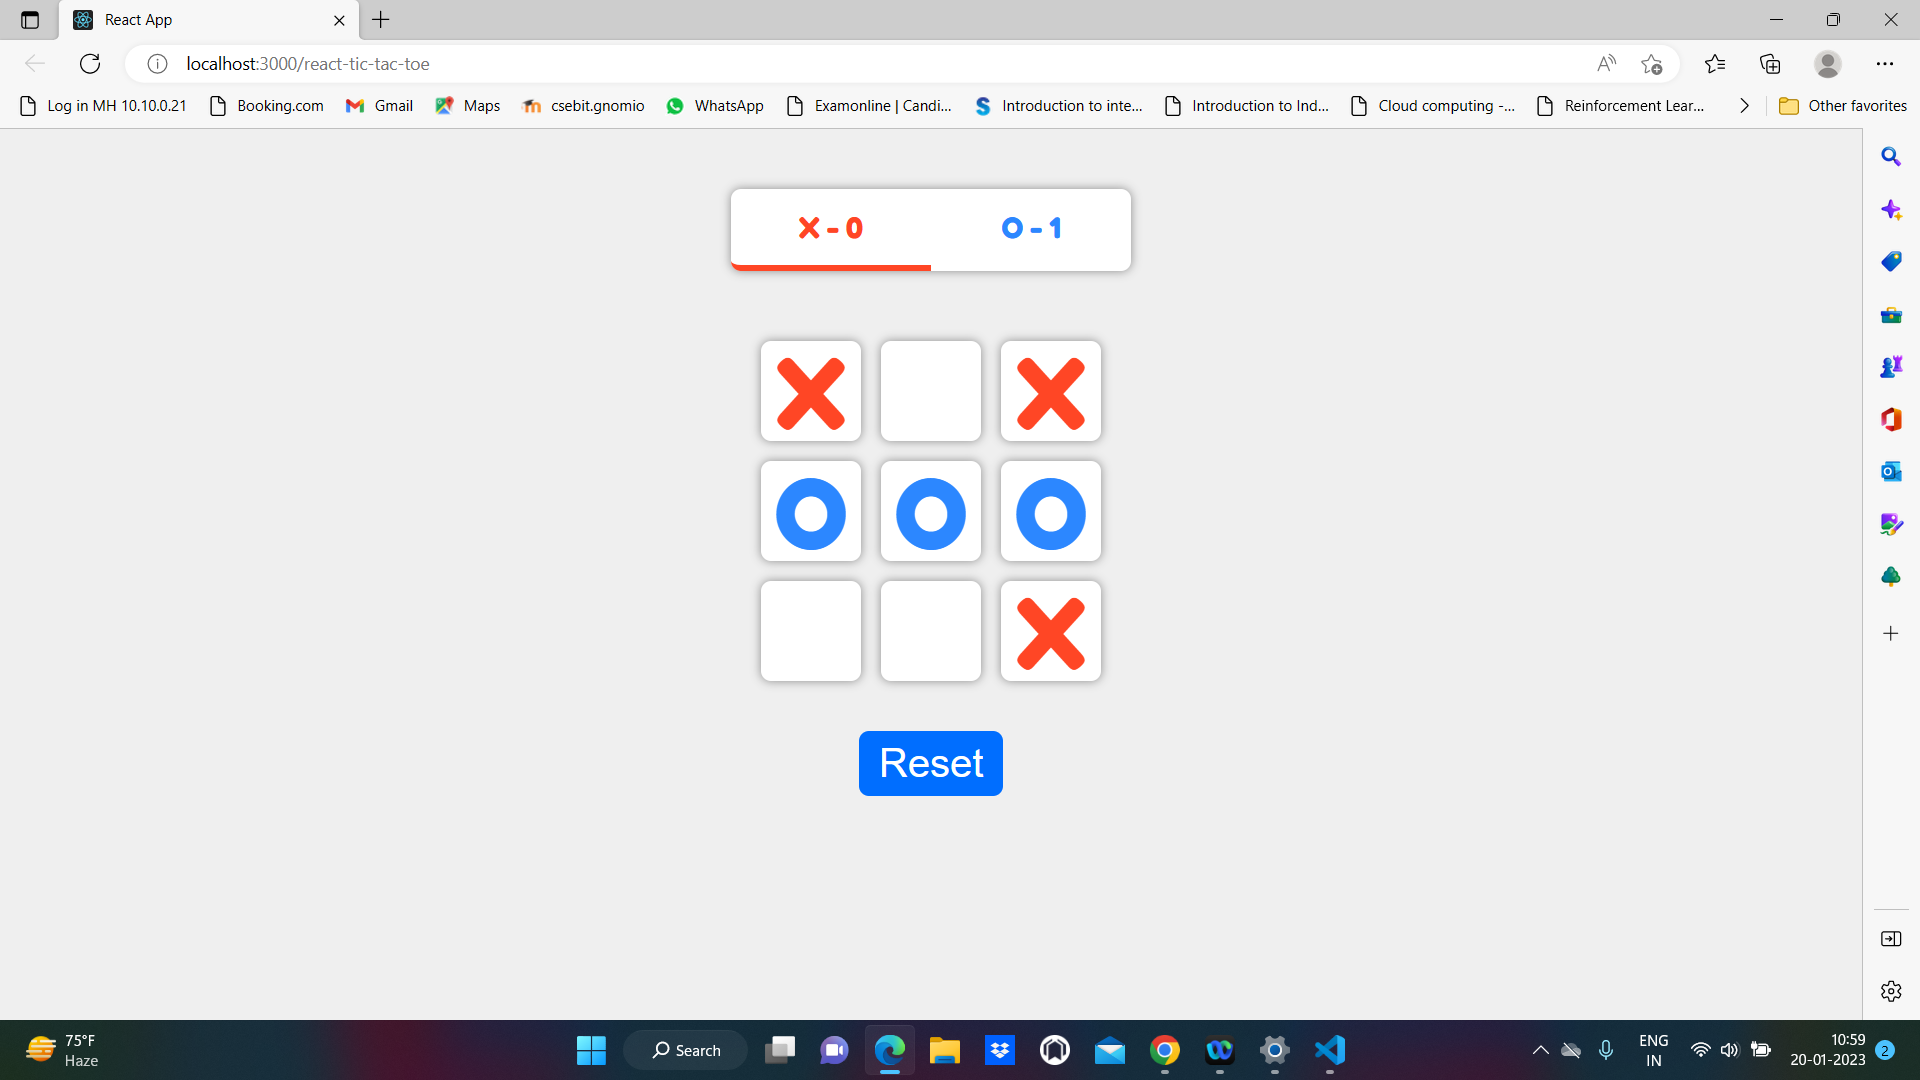 React App
localhost:3000/react-tic-tac-toe
Log in MH 10.10.0.21 Booking.com Gmail Maps csebit.gnomio WhatsApp Examonline | Candi... Introduction to inte... Introduction to Ind... Cloud computing -... Reinforcement Lear... Other favorites
X - 0 O - 1
X X
O O O
X
Reset
75°F
Haze
Search
ENG
IN
10:59
20-01-2023
2